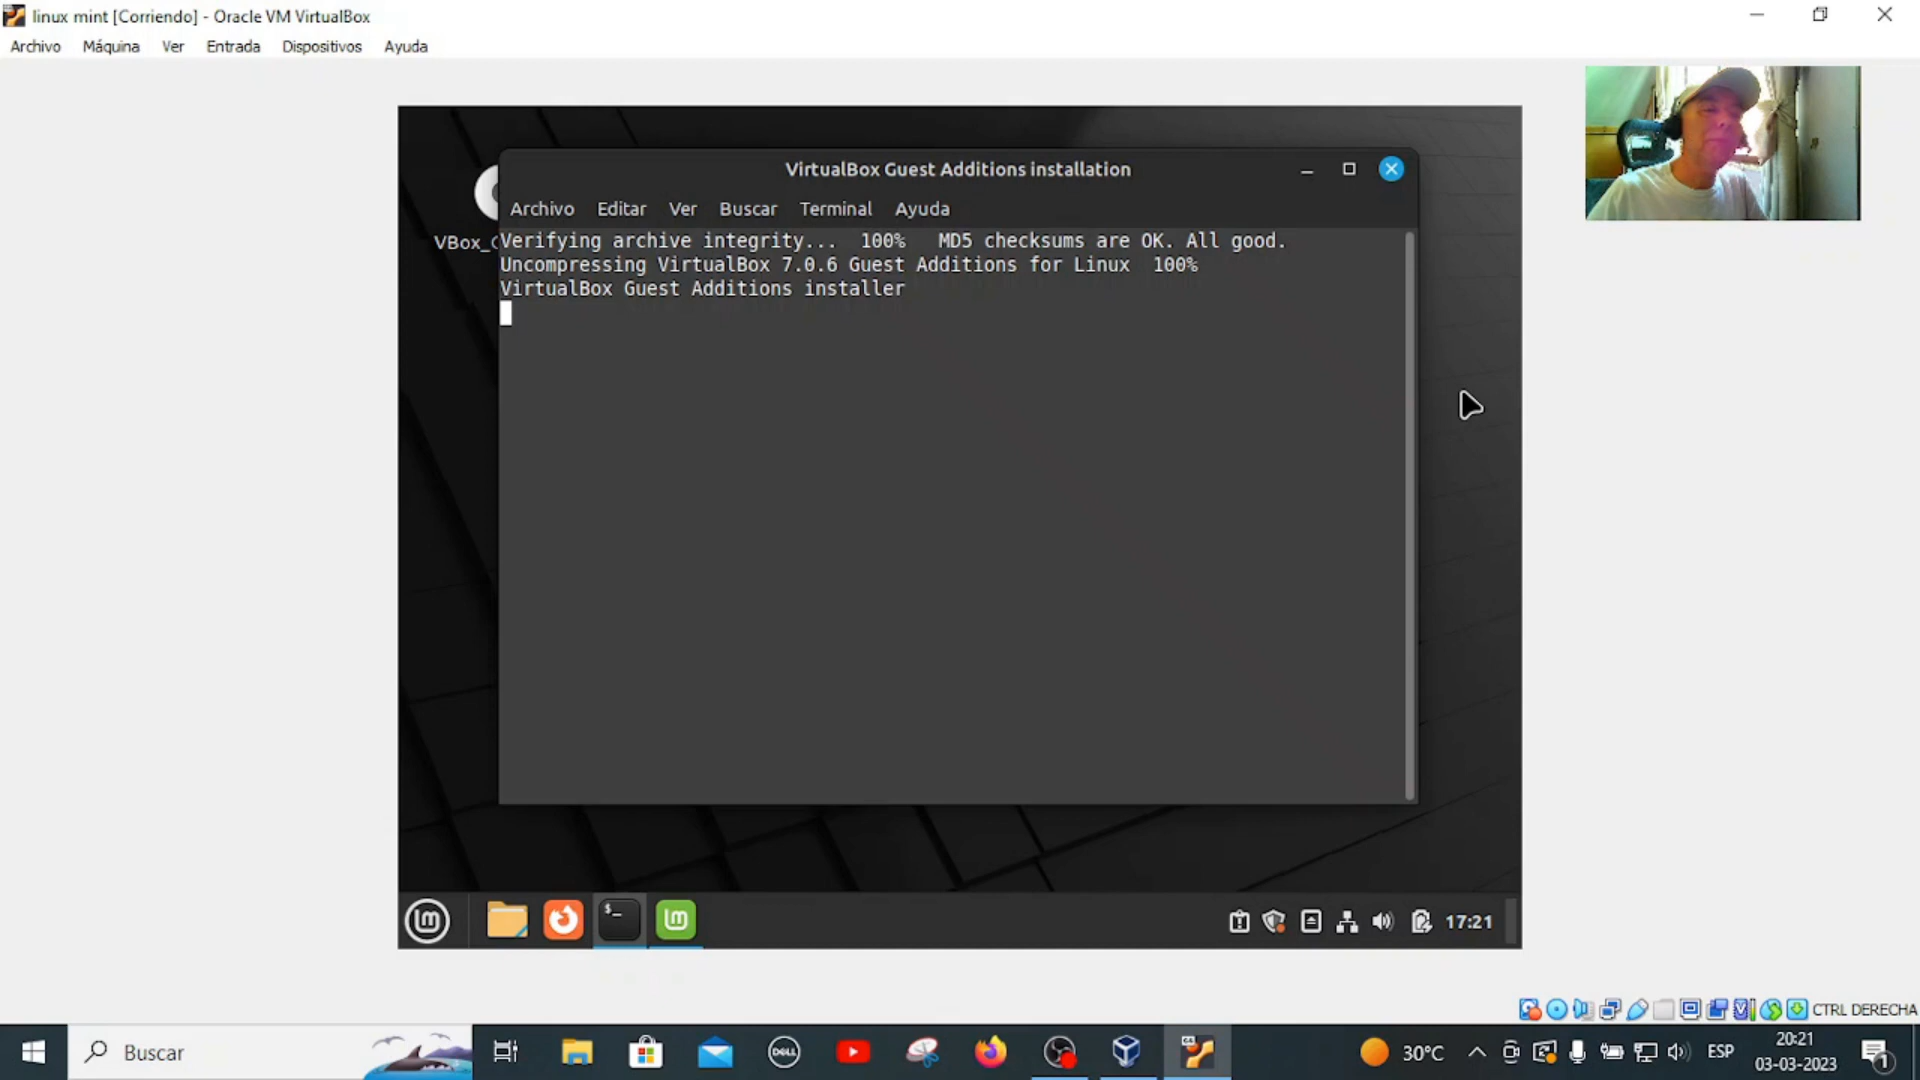 linux mint [Corriendo] - Oracle VM VirtualBox
Archivo Máquina Ver Entrada Dispositivos Ayuda
VirtualBox Guest Additions installation
Archivo Editar Ver Buscar Terminal Ayuda
VBox_
Verifying archive integrity...  100%   MD5 checksums are OK. All good.
Uncompressing VirtualBox 7.0.6 Guest Additions for Linux  100%
VirtualBox Guest Additions installer
17:21
CTRL DERECHA
Buscar
DELL
30°C
ESP
20:21
03-03-2023
1